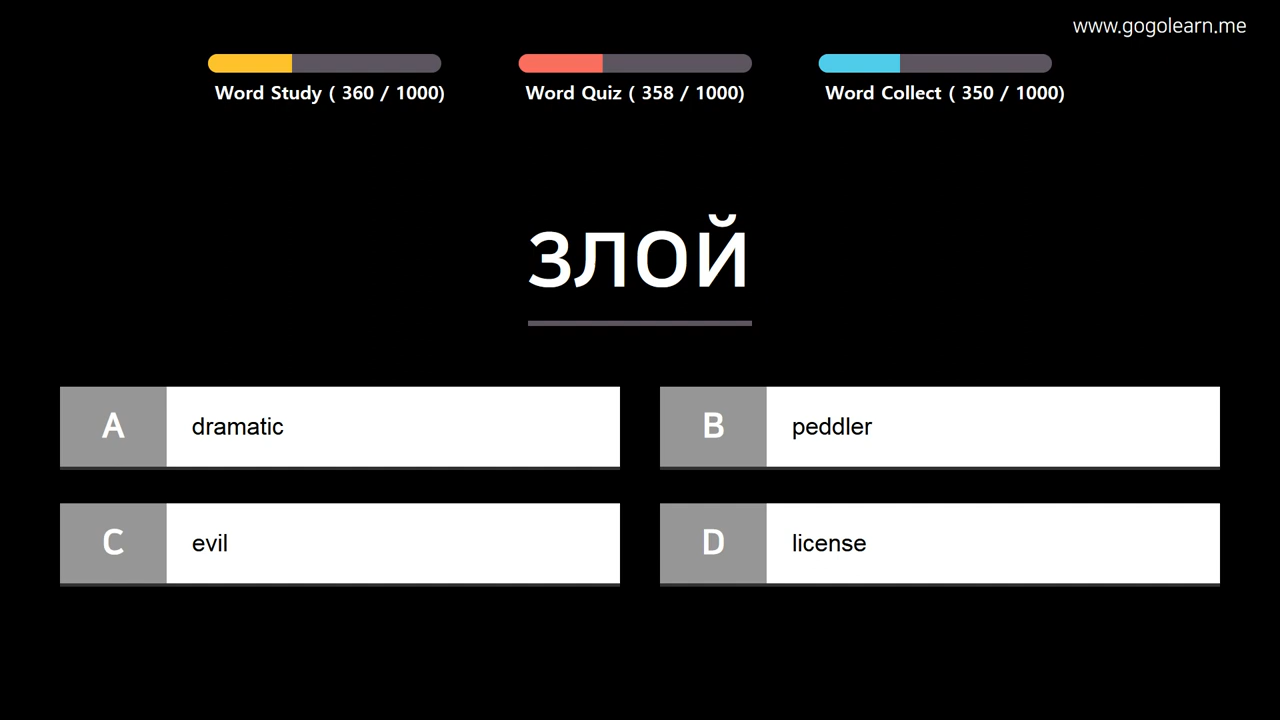 www.gogolearn.me
Word Study ( 360 / 1000)
Word Quiz ( 358 / 1000)
Word Collect ( 350 / 1000)
злой
A dramatic
B peddler
C evil
D license